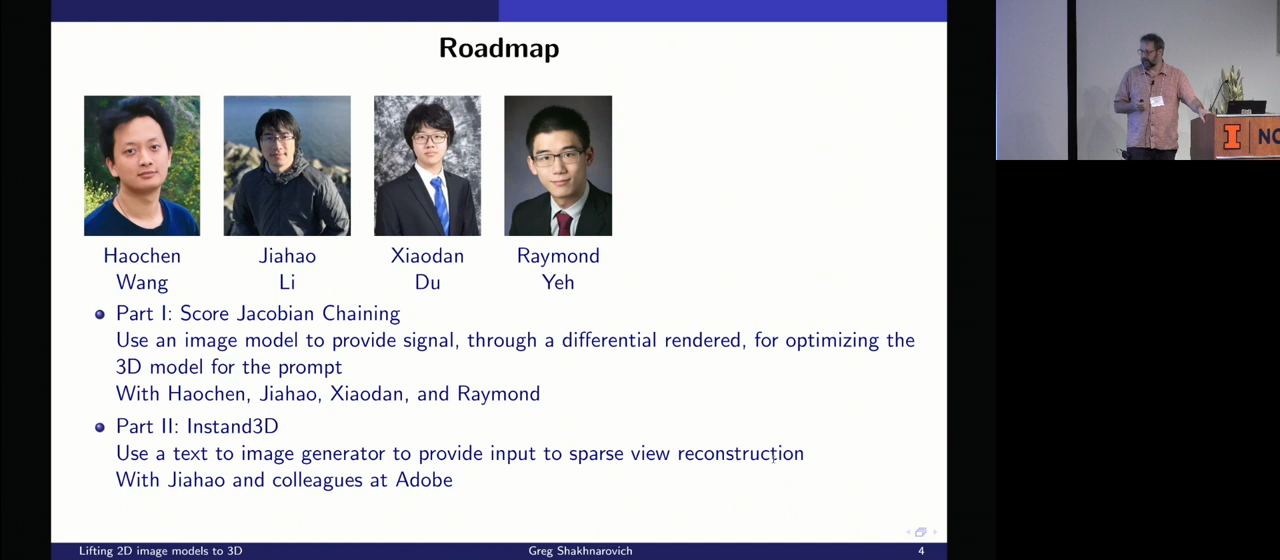 Roadmap
Haochen Wang
Jiahao Li
Xiaodan Du
Raymond Yeh
Part I: Score Jacobian Chaining
Use an image model to provide signal, through a differential rendered, for optimizing the
3D model for the prompt
With Haochen, Jiahao, Xiaodan, and Raymond
Part II: Instand3D
Use a text to image generator to provide input to sparse view reconstruction
With Jiahao and colleagues at Adobe
Lifting 2D image models to 3D
Greg Shakhnarovich
4
I NC